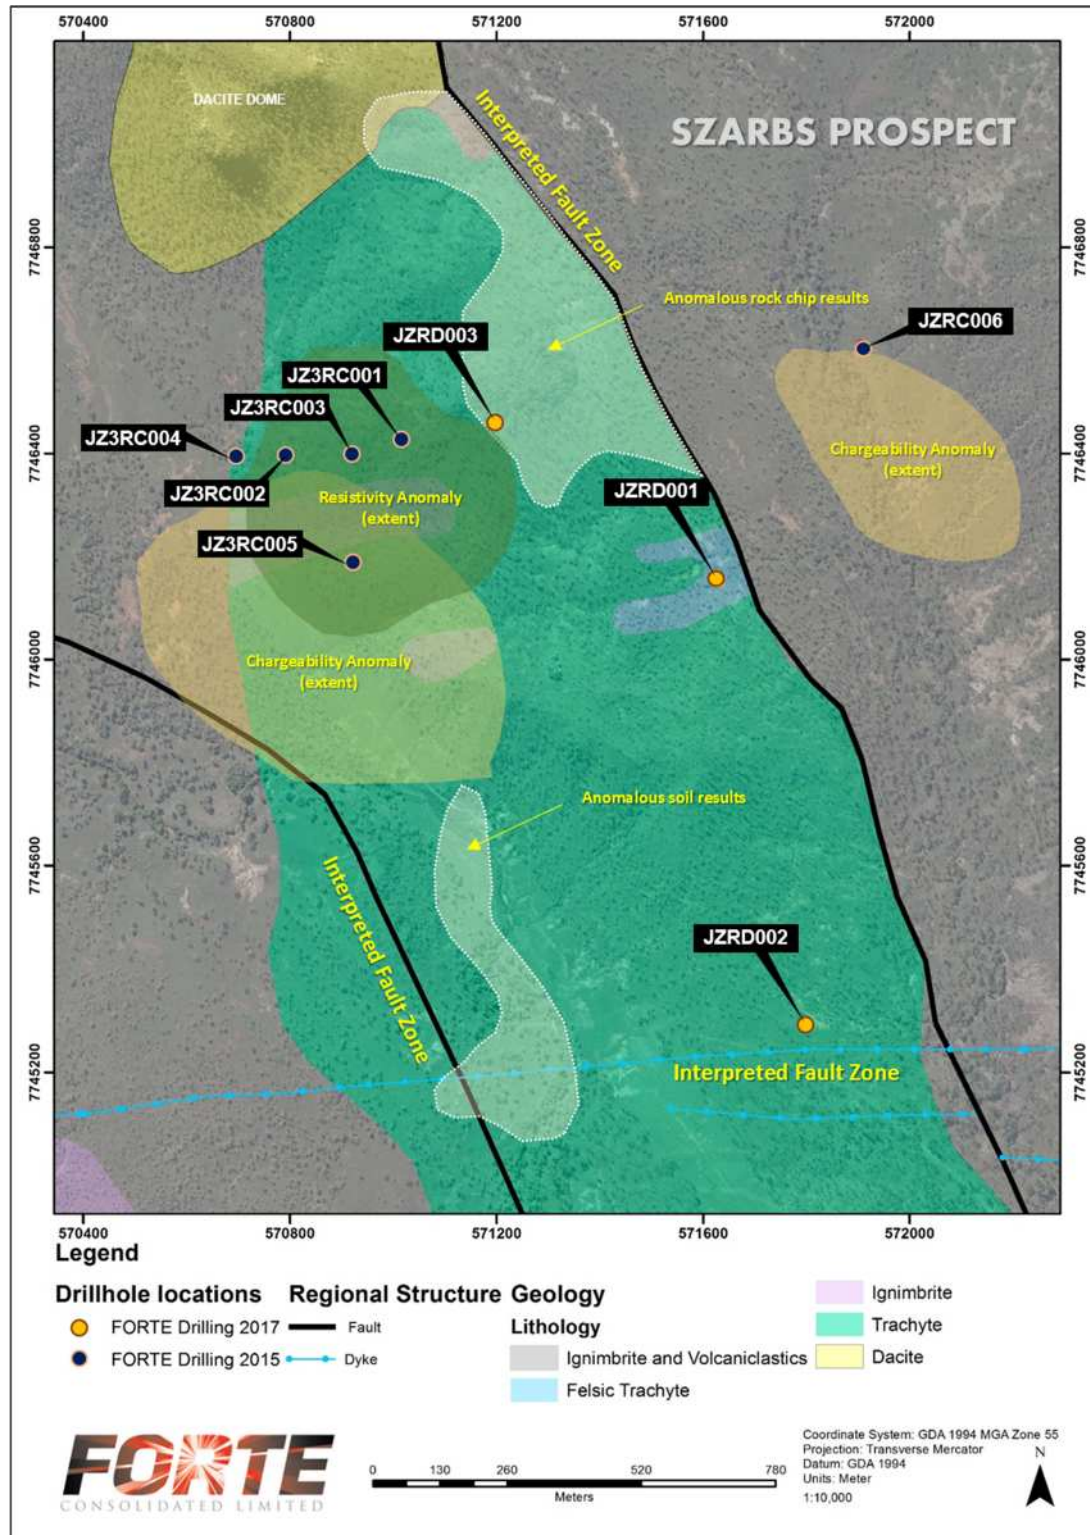 570400 570800 571200 571600 572000
DACITE DOME
SZARBS PROSPECT
Interpreted Fault Zone
7746800 7746800
Anomalous rock chip results
JZRC006
JZRD003
JZ3RC001
JZ3RC003
JZ3RC004
JZ3RC002
7746400 7746400
Chargeability Anomaly
(extent)
Resistivity Anomaly
(extent)
JZRD001
JZ3RC005
7746000 7746000
Chargeability Anomaly
(extent)
Anomalous soil results
7745600 7745600
Interpreted Fault Zone
JZRD002
7745200 7745200
Interpreted Fault Zone
570400 570800 571200 571600 572000
Legend
Drillhole locations
FORTE Drilling 2017
FORTE Drilling 2015
Regional Structure
Fault
Dyke
Geology
Lithology
Ignimbrite and Volcaniclastics
Felsic Trachyte
Ignimbrite
Trachyte
Dacite
FORTE
CONSOLIDATED LIMITED
0 130 260 520 780
Meters
Coordinate System: GDA 1994 MGA Zone 55
Projection: Transverse Mercator
Datum: GDA 1994
Units: Meter
1:10,000
N